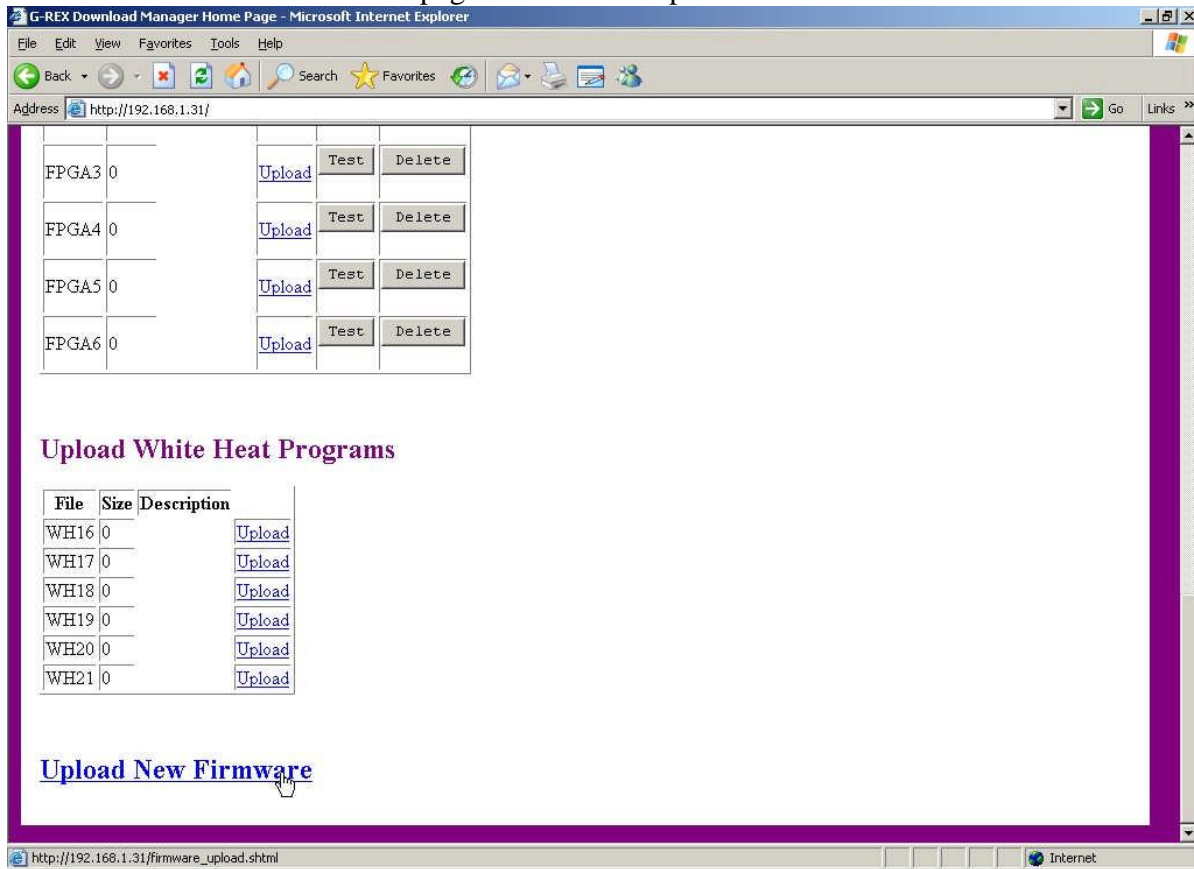 G-REX Download Manager Home Page - Microsoft Internet Explorer
File Edit View Favorites Tools Help
Back Search Favorites
Address http://192.168.1.31/ Go Links »
FPGA3 0 Upload Test Delete
FPGA4 0 Upload Test Delete
FPGA5 0 Upload Test Delete
FPGA6 0 Upload Test Delete
Upload White Heat Programs
File Size Description
WH16 0 Upload
WH17 0 Upload
WH18 0 Upload
WH19 0 Upload
WH20 0 Upload
WH21 0 Upload
Upload New Firmware
http://192.168.1.31/firmware_upload.shtml Internet